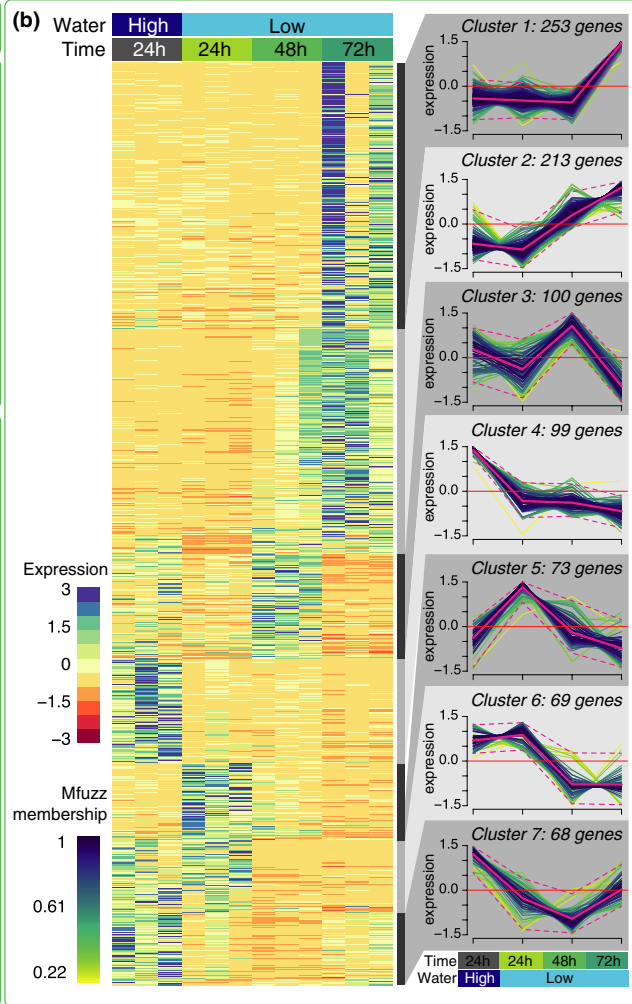 (b)
Water High Low
Time 24h 24h 48h 72h
Expression
3
1.5
0
−1.5
−3
Mfuzz
membership
1
0.61
0.22
Cluster 1: 253 genes
expression
1.5
0.0
−1.5
Cluster 2: 213 genes
expression
1.5
0.0
−1.5
Cluster 3: 100 genes
expression
1.5
0.0
−1.5
Cluster 4: 99 genes
expression
1.5
0.0
−1.5
Cluster 5: 73 genes
expression
1.5
0.0
−1.5
Cluster 6: 69 genes
expression
1.5
0.0
−1.5
Cluster 7: 68 genes
expression
1.5
0.0
−1.5
Time 24h 24h 48h 72h
Water High Low